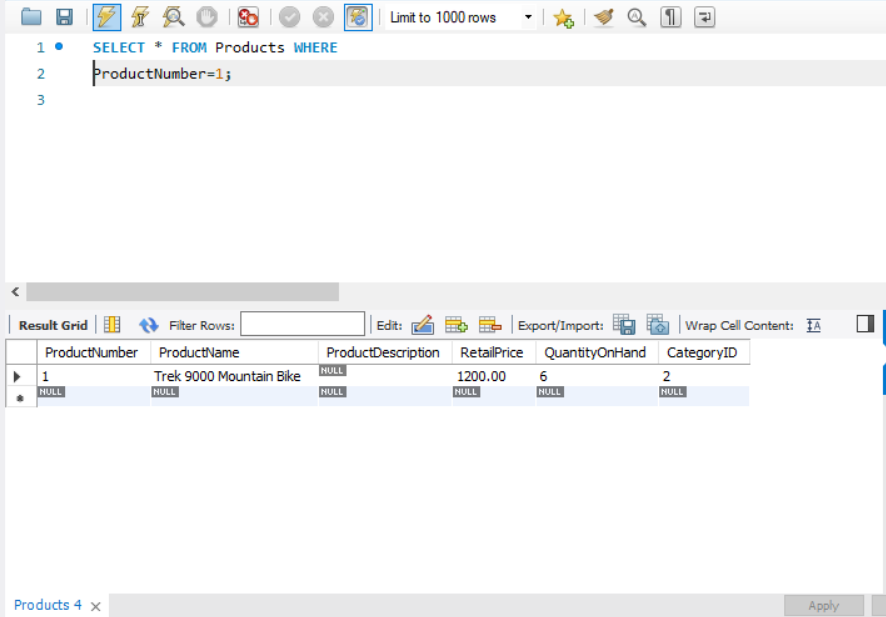 Limit to 1000 rows
1 SELECT * FROM Products WHERE
2 ProductNumber=1;
3
Result Grid Filter Rows: Edit: Export/Import: Wrap Cell Content: IA
ProductNumber ProductName ProductDescription RetailPrice QuantityOnHand CategoryID
1 Trek 9000 Mountain Bike NULL 1200.00 6 2
NULL NULL NULL NULL NULL NULL
Products 4 Apply